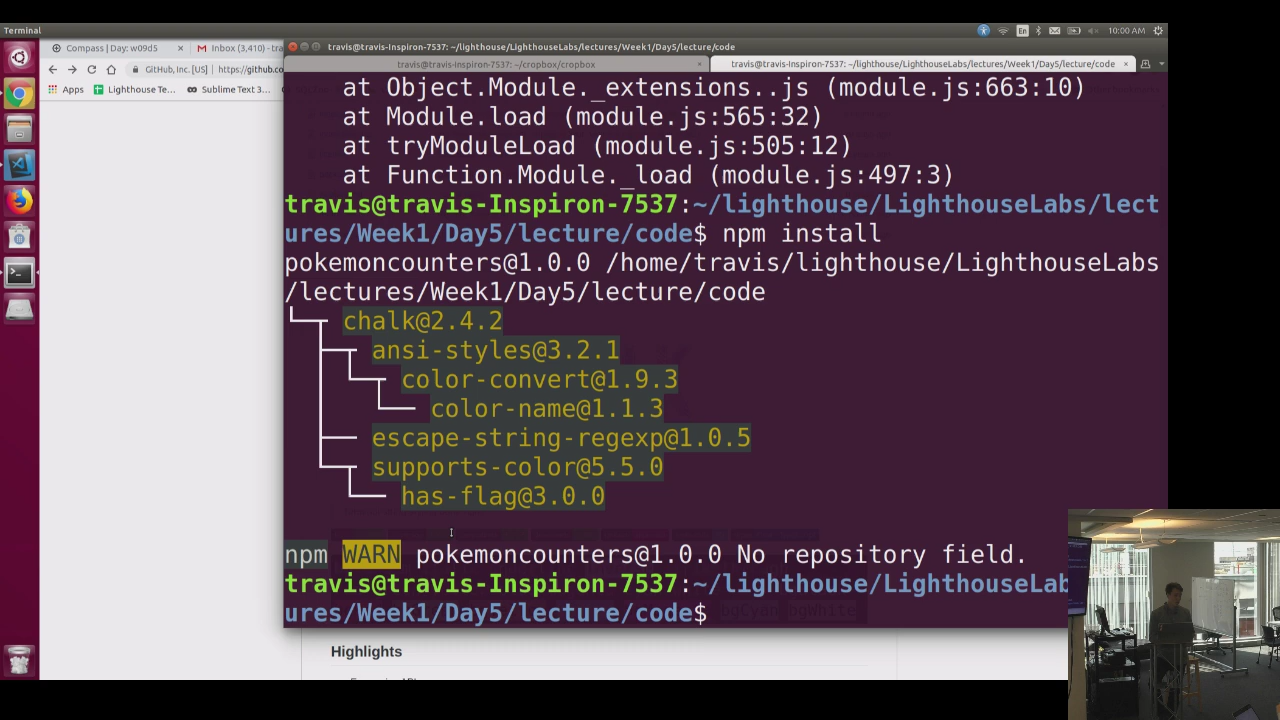 Terminal
10:00 AM
En
Compass | Day: w09d5
Inbox (3,410) - tra
travis@travis-Inspiron-7537: ~/lighthouse/LighthouseLabs/lectures/Week1/Day5/lecture/code
GitHub, Inc. [US]
https://github.co
travis@travis-Inspiron-7537: ~/cropbox/cropbox
travis@travis-Inspiron-7537: ~/lighthouse/LighthouseLabs/lectures/Week1/Day5/lecture/code
Apps
Lighthouse Te...
Sublime Text 3...
at Object.Module._extensions..js (module.js:663:10)
at Module.load (module.js:565:32)
at tryModuleLoad (module.js:505:12)
at Function.Module._load (module.js:497:3)
travis@travis-Inspiron-7537:~/lighthouse/LighthouseLabs/lect
ures/Week1/Day5/lecture/code$ npm install
pokemoncounters@1.0.0 /home/travis/lighthouse/LighthouseLabs
/lectures/Week1/Day5/lecture/code
chalk@2.4.2
ansi-styles@3.2.1
color-convert@1.9.3
color-name@1.1.3
escape-string-regexp@1.0.5
supports-color@5.5.0
has-flag@3.0.0
npm WARN pokemoncounters@1.0.0 No repository field.
travis@travis-Inspiron-7537:~/lighthouse/LighthouseLab
ures/Week1/Day5/lecture/code$
bgCyan bgWhite
Highlights